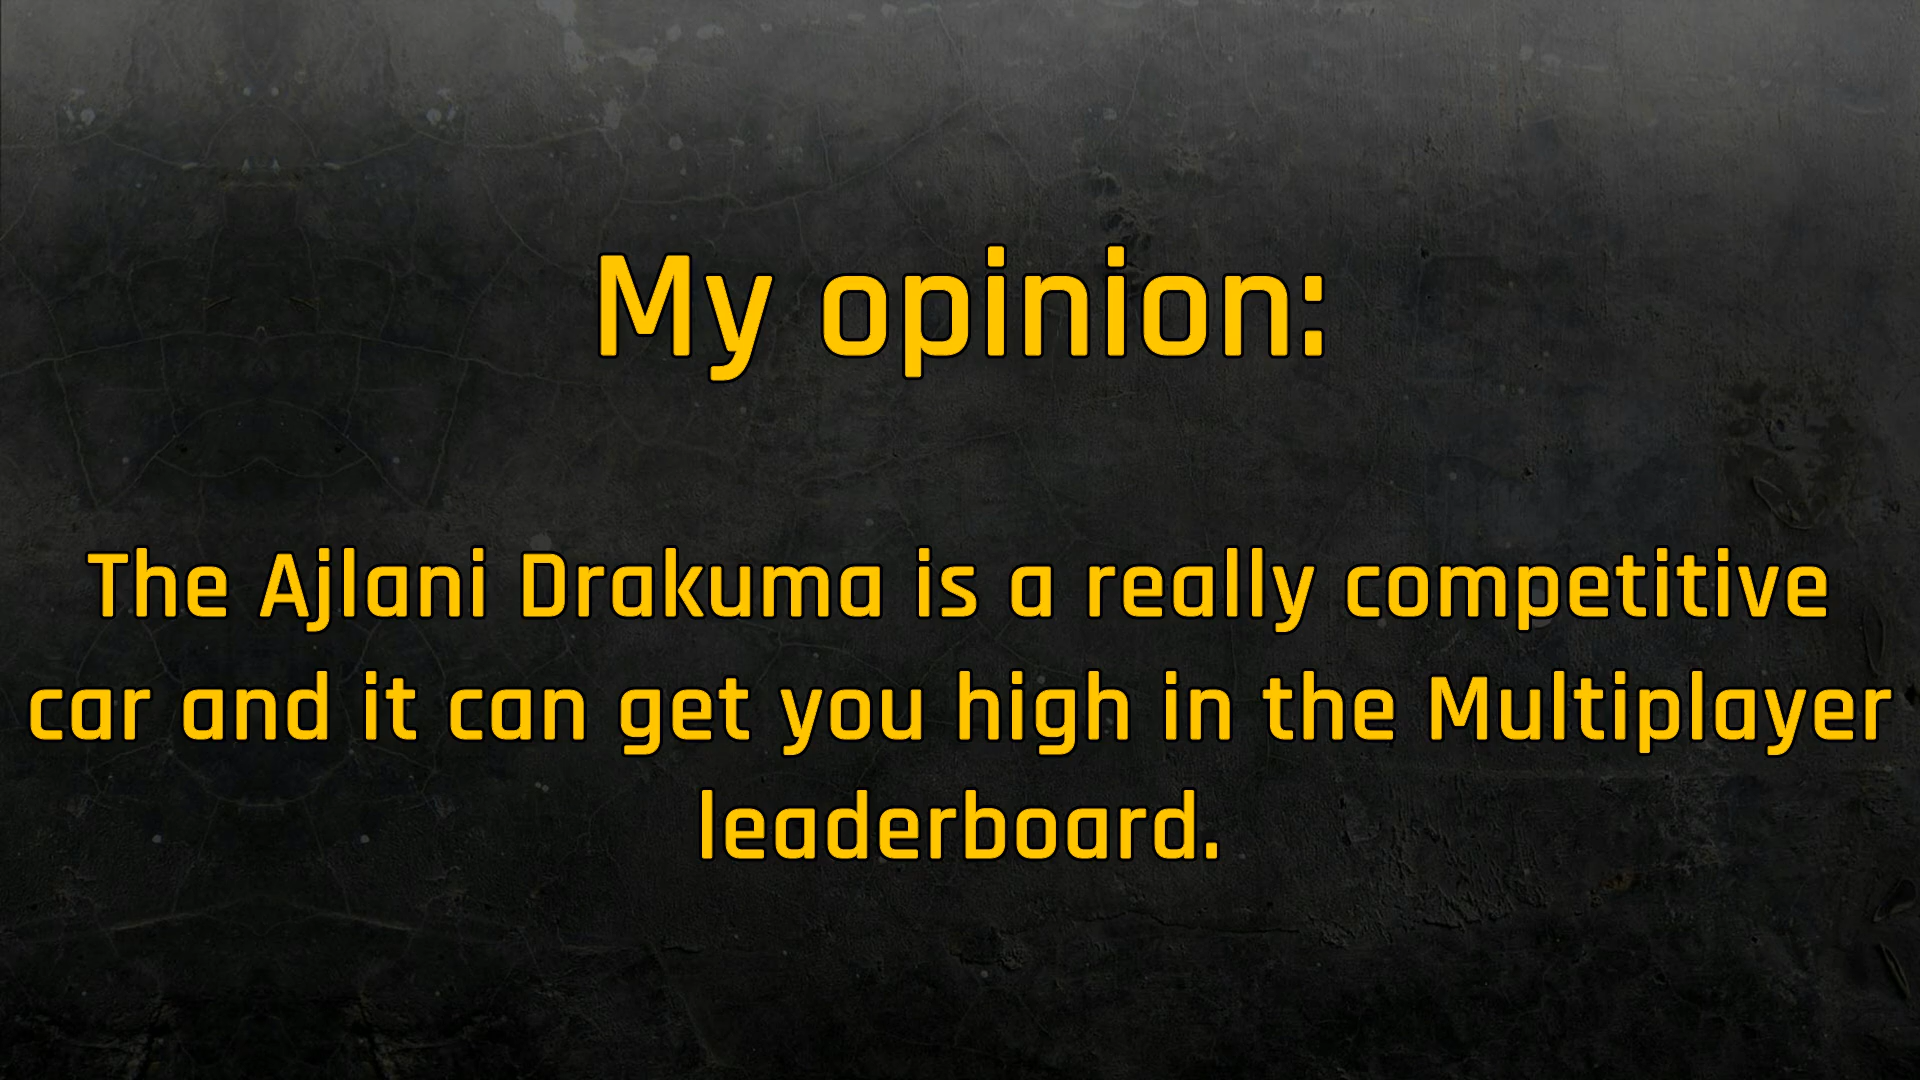 My opinion:
The Ajlani Drakuma is a really competitive
car and it can get you high in the Multiplayer
leaderboard.